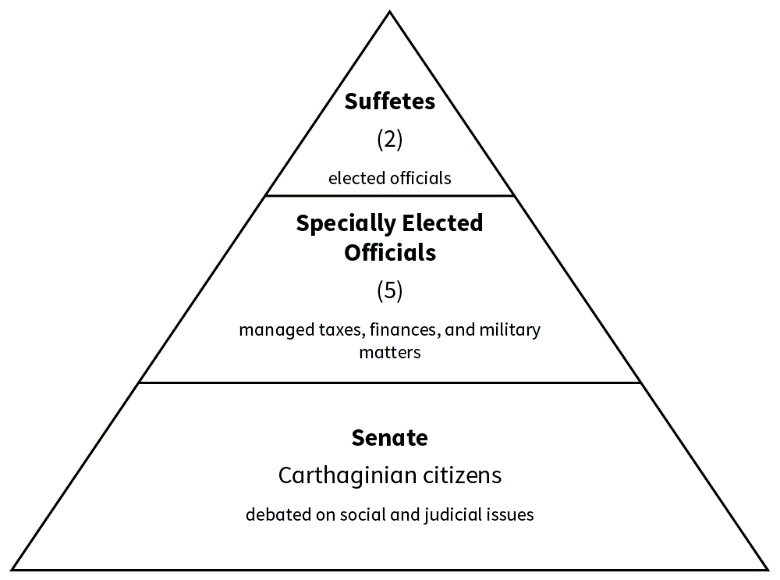 Suffetes
(2)
elected officials
Specially Elected
Officials
(5)
managed taxes, finances, and military
matters
Senate
Carthaginian citizens
debated on social and judicial issues